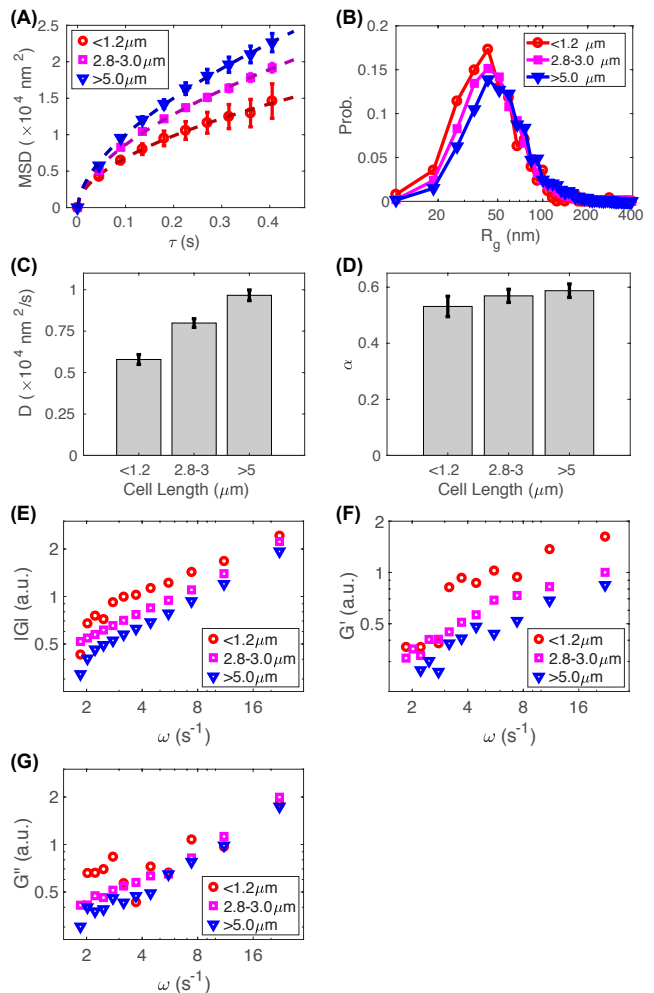 (A)
<1.2μm
2.8-3.0μm
>5.0μm
MSD (×10⁴ nm²)
2.5
2
1.5
1
0.5
0
0
0.1
0.2
0.3
0.4
τ (s)
(B)
<1.2 μm
2.8-3.0 μm
>5.0 μm
Prob.
0.2
0.15
0.1
0.05
0
20
50
100
200
400
R_g (nm)
(C)
D (×10⁴ nm²/s)
1
0.75
0.5
0.25
0
<1.2
2.8-3
>5
Cell Length (μm)
(D)
α
0.6
0.4
0.2
0
<1.2
2.8-3
>5
Cell Length (μm)
(E)
|G| (a.u.)
2
1
0.5
<1.2μm
2.8-3.0μm
>5.0μm
2
4
8
16
ω (s⁻¹)
(F)
G' (a.u.)
2
1
0.5
<1.2μm
2.8-3.0μm
>5.0μm
2
4
8
16
ω (s⁻¹)
(G)
G'' (a.u.)
2
1
0.5
<1.2μm
2.8-3.0μm
>5.0μm
2
4
8
16
ω (s⁻¹)